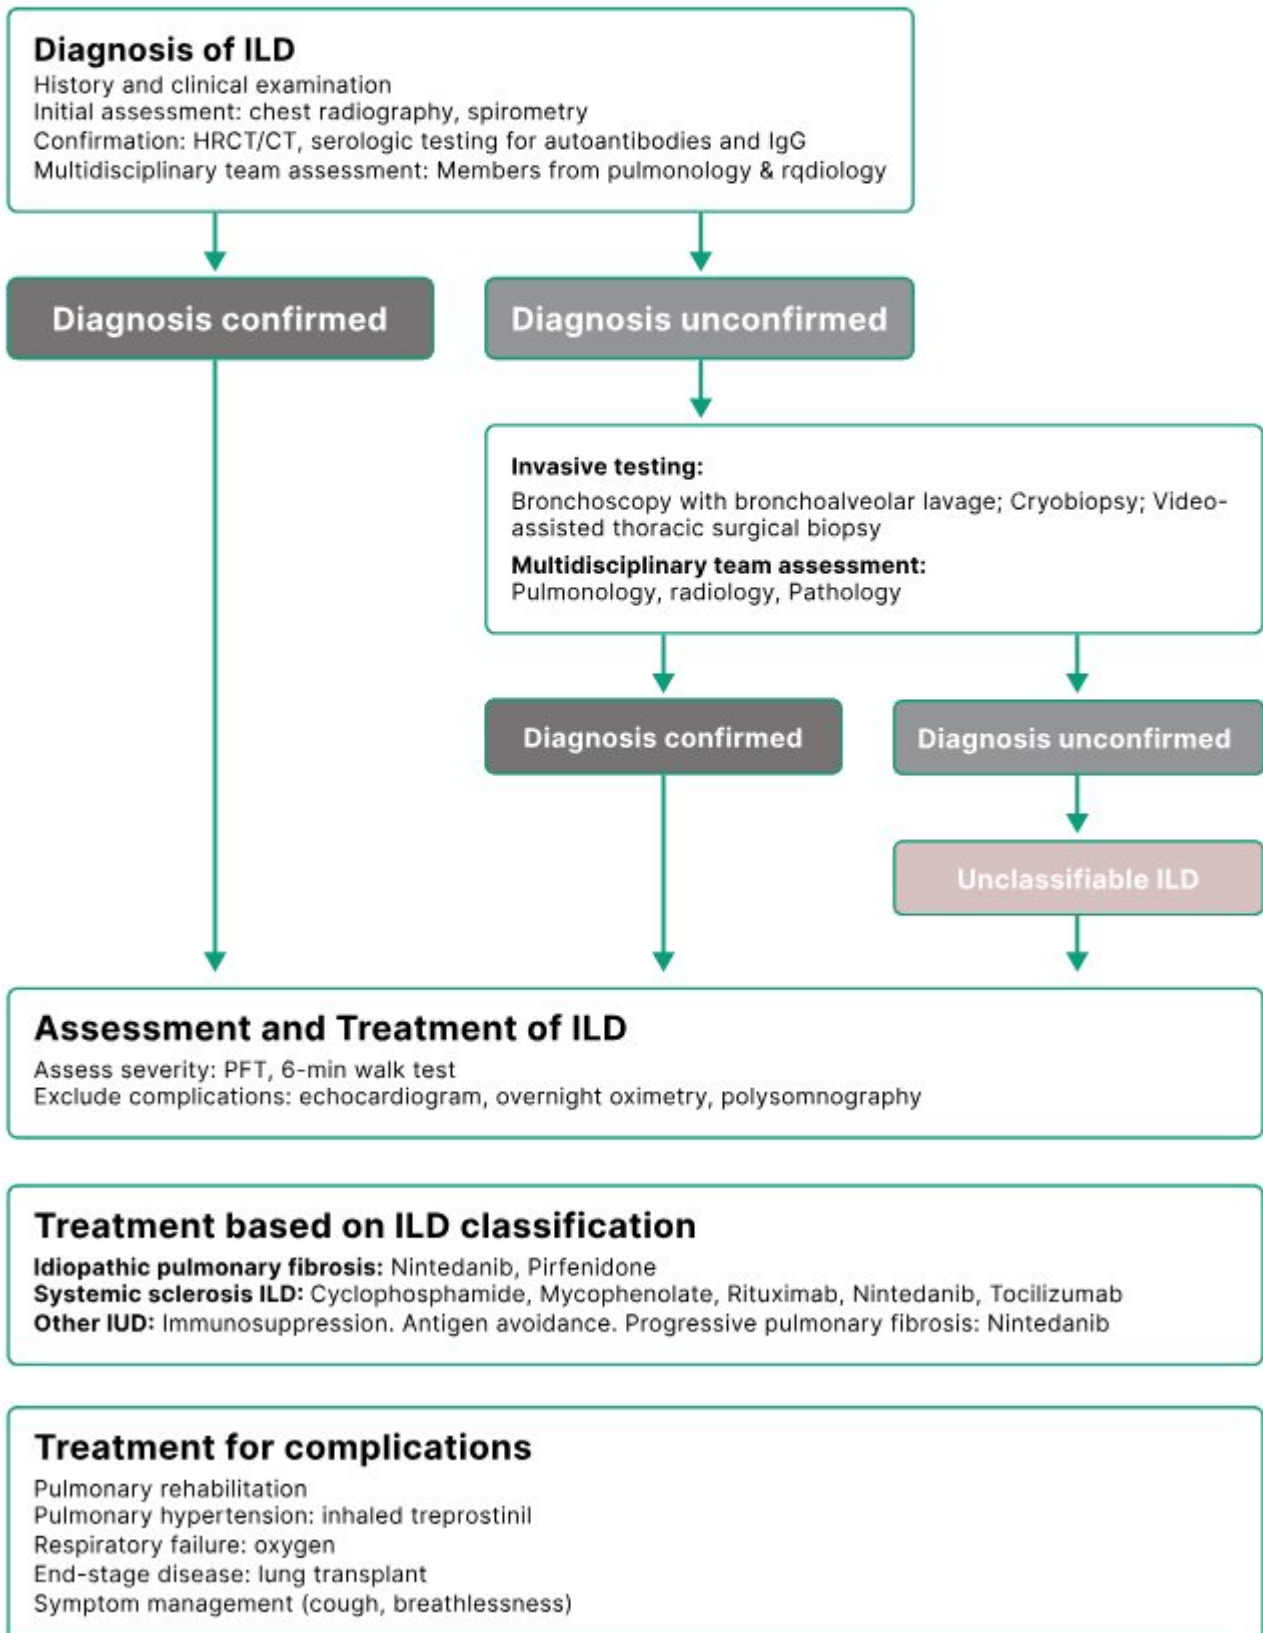 Diagnosis of ILD
History and clinical examination
Initial assessment: chest radiography, spirometry
Confirmation: HRCT/CT, serologic testing for autoantibodies and IgG
Multidisciplinary team assessment: Members from pulmonology & rqdiology
Diagnosis confirmed
Diagnosis unconfirmed
Invasive testing:
Bronchoscopy with bronchoalveolar lavage; Cryobiopsy; Video-
assisted thoracic surgical biopsy
Multidisciplinary team assessment:
Pulmonology, radiology, Pathology
Diagnosis confirmed
Diagnosis unconfirmed
Unclassifiable ILD
Assessment and Treatment of ILD
Assess severity: PFT, 6-min walk test
Exclude complications: echocardiogram, overnight oximetry, polysomnography
Treatment based on ILD classification
Idiopathic pulmonary fibrosis: Nintedanib, Pirfenidone
Systemic sclerosis ILD: Cyclophosphamide, Mycophenolate, Rituximab, Nintedanib, Tocilizumab
Other IUD: Immunosuppression. Antigen avoidance. Progressive pulmonary fibrosis: Nintedanib
Treatment for complications
Pulmonary rehabilitation
Pulmonary hypertension: inhaled treprostinil
Respiratory failure: oxygen
End-stage disease: lung transplant
Symptom management (cough, breathlessness)